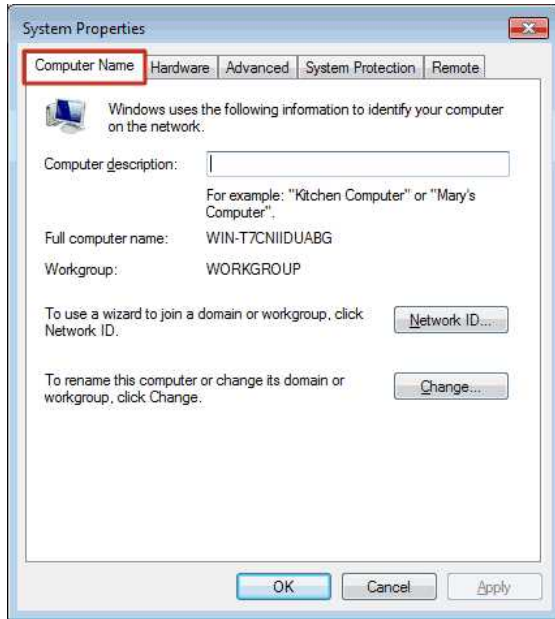 System Properties
Computer Name Hardware Advanced System Protection Remote
Windows uses the following information to identify your computer
on the network.
Computer description:
For example: "Kitchen Computer" or "Mary's
Computer".
Full computer name: WIN-T7CNIIDUABG
Workgroup: WORKGROUP
To use a wizard to join a domain or workgroup, click
Network ID.
Network ID...
To rename this computer or change its domain or
workgroup, click Change.
Change...
OK Cancel Apply